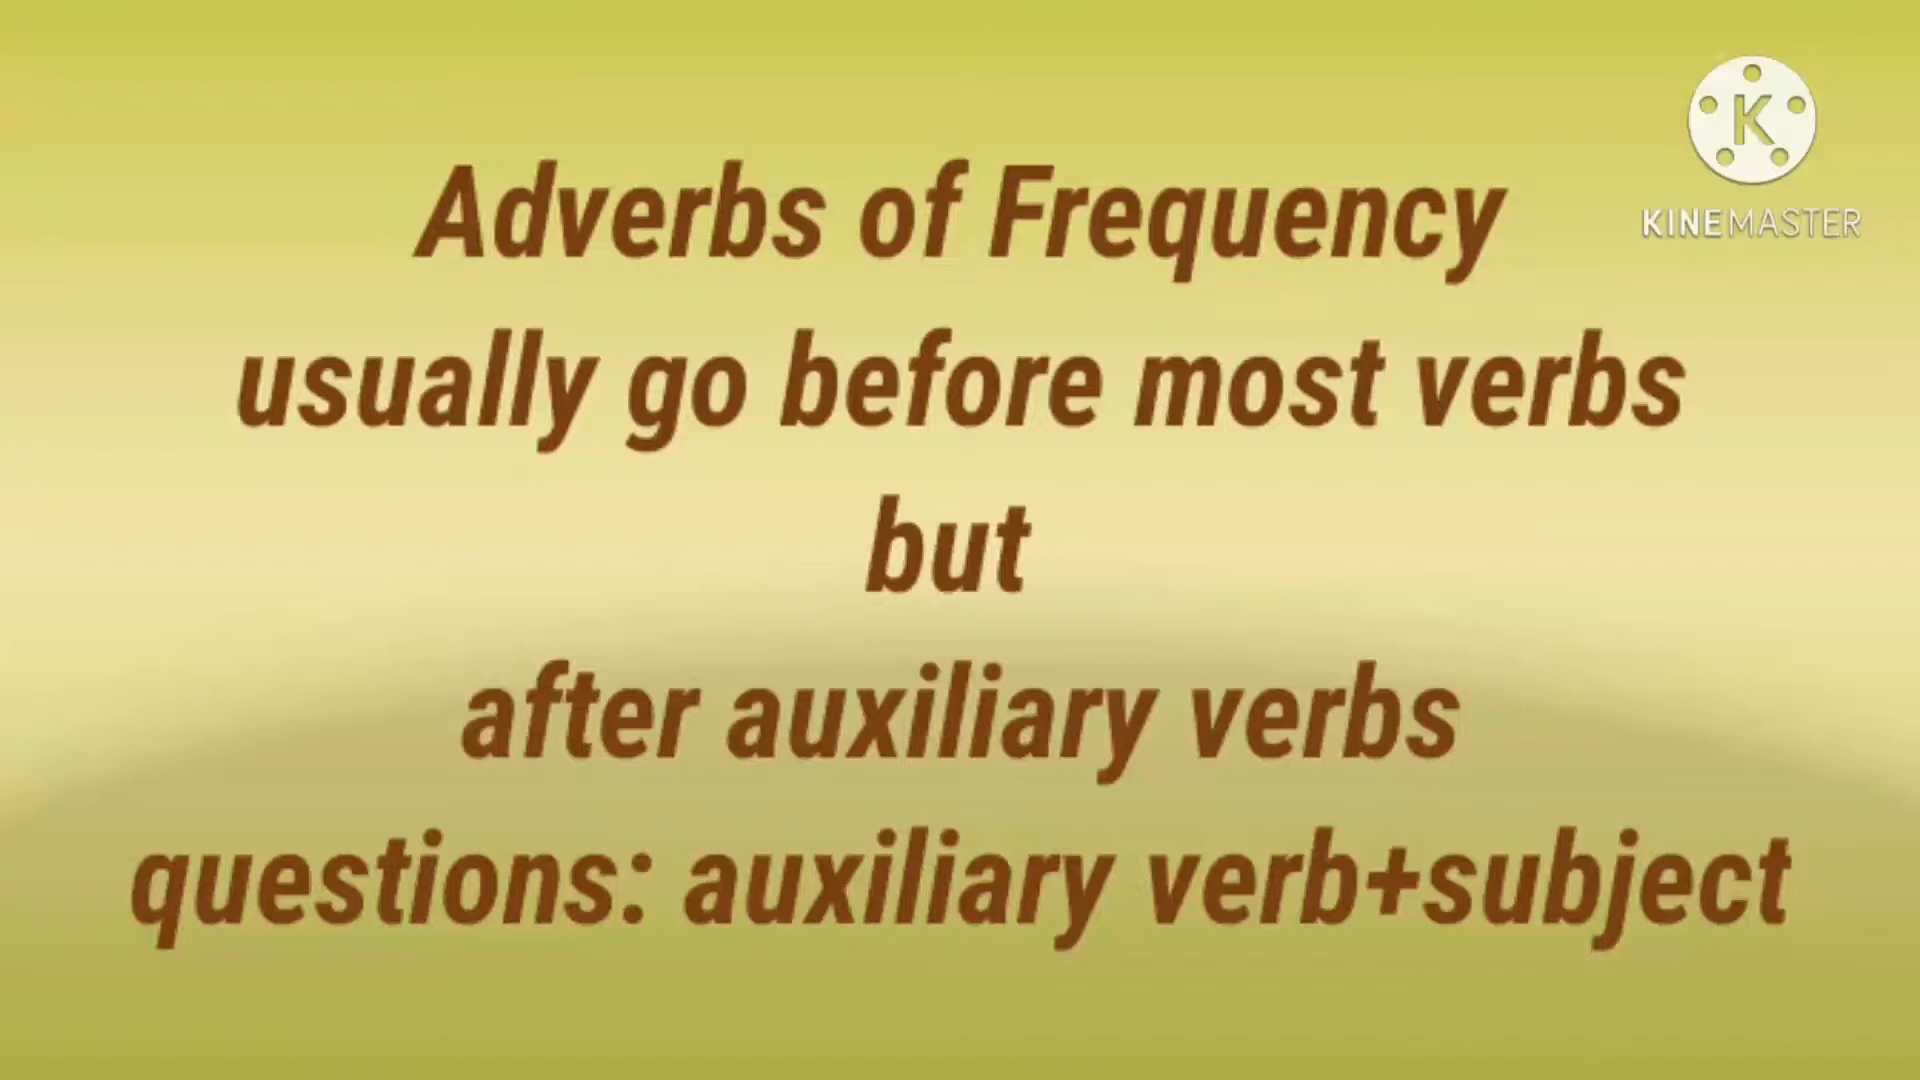 K
KINEMASTER
Adverbs of Frequency
usually go before most verbs
but
after auxiliary verbs
questions: auxiliary verb+subject